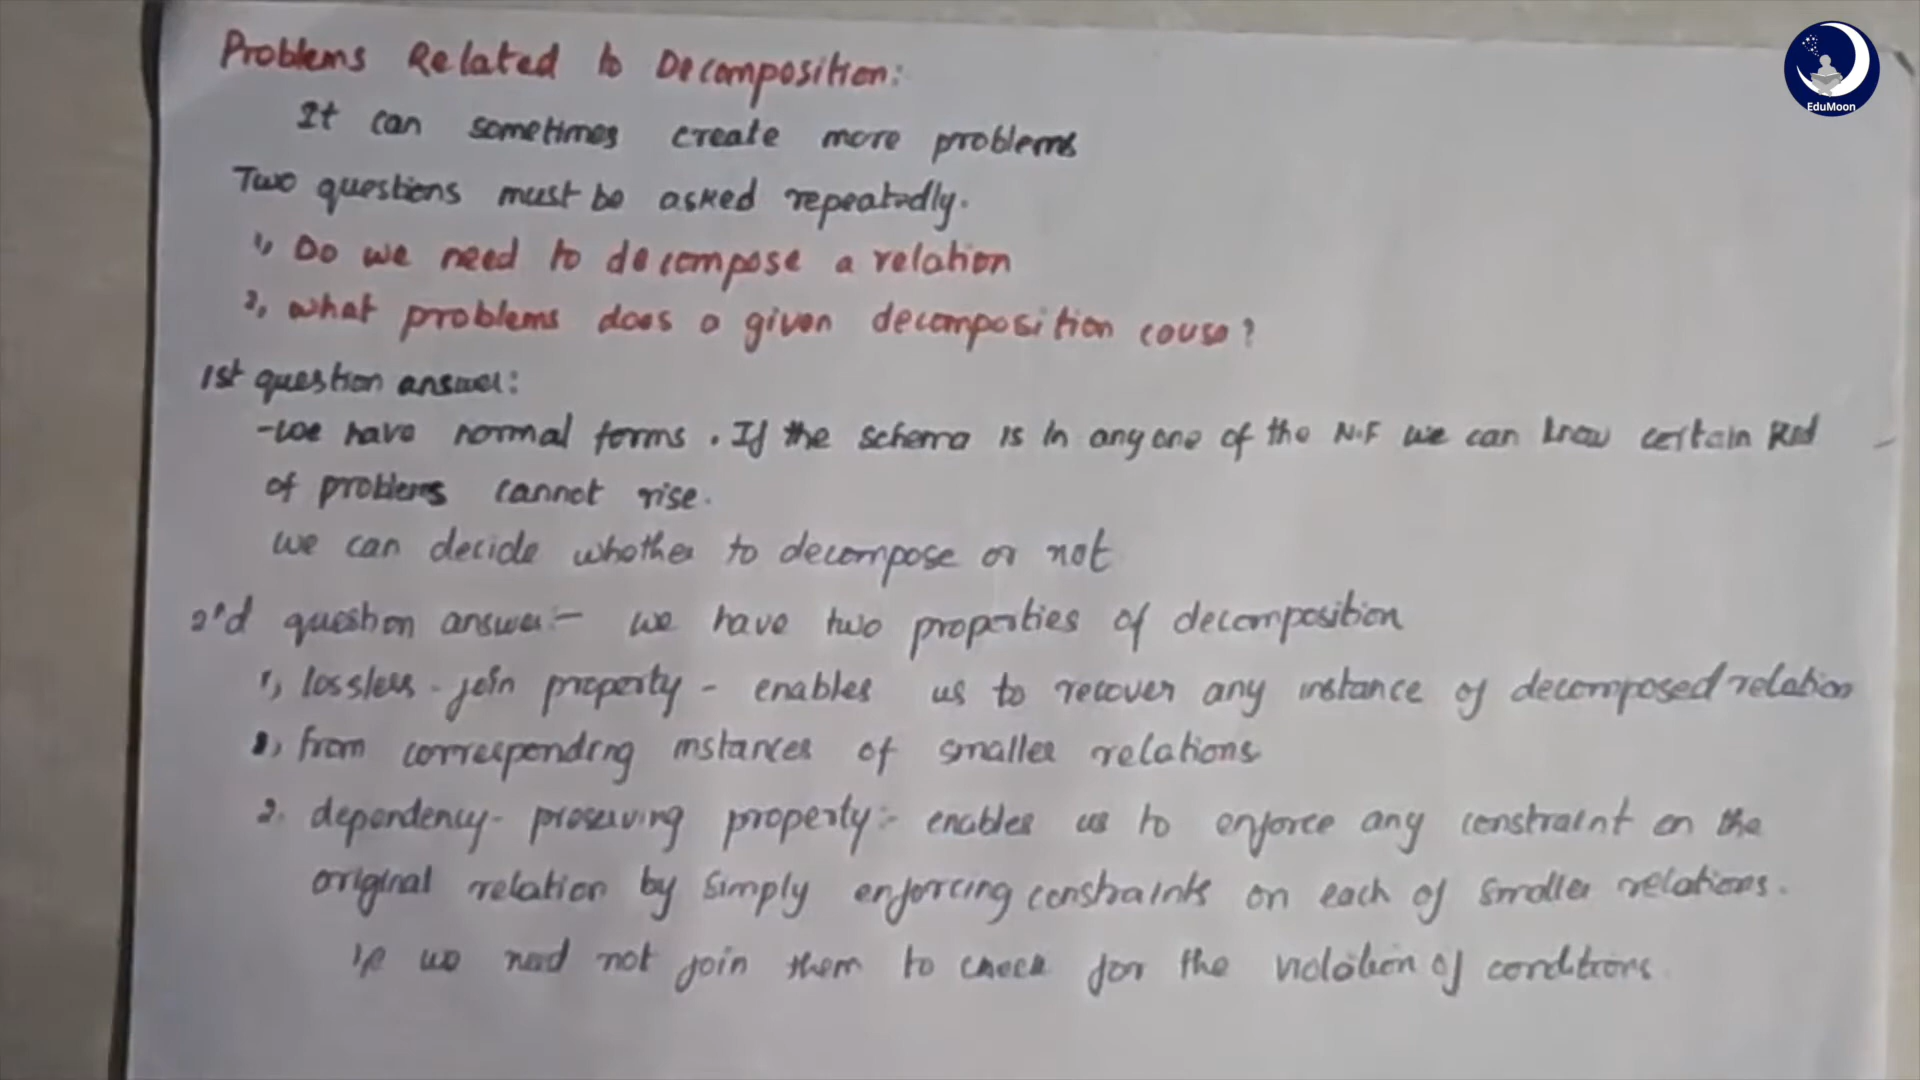 Problems Related to Decomposition:
EduMoon
It can sometimes create more problems
Two questions must be asked repeatedly.
1, Do we need to decompose a relation
2, what problems does a given decomposition cause?
1st question answer:
-we have normal forms. If the schema is in any one of the N.F we can know certain kind
of problems cannot rise.
we can decide whether to decompose or not
2'd question answer:- we have two properties of decomposition
1, lossless-join property - enables us to recover any instance of decomposed relation
from corresponding instances of smaller relations
2. dependency-preserving property:- enables us to enforce any constraint on the
original relation by simply enforcing constraints on each of smaller relations.
ie we need not join them to check for the violation of conditions.